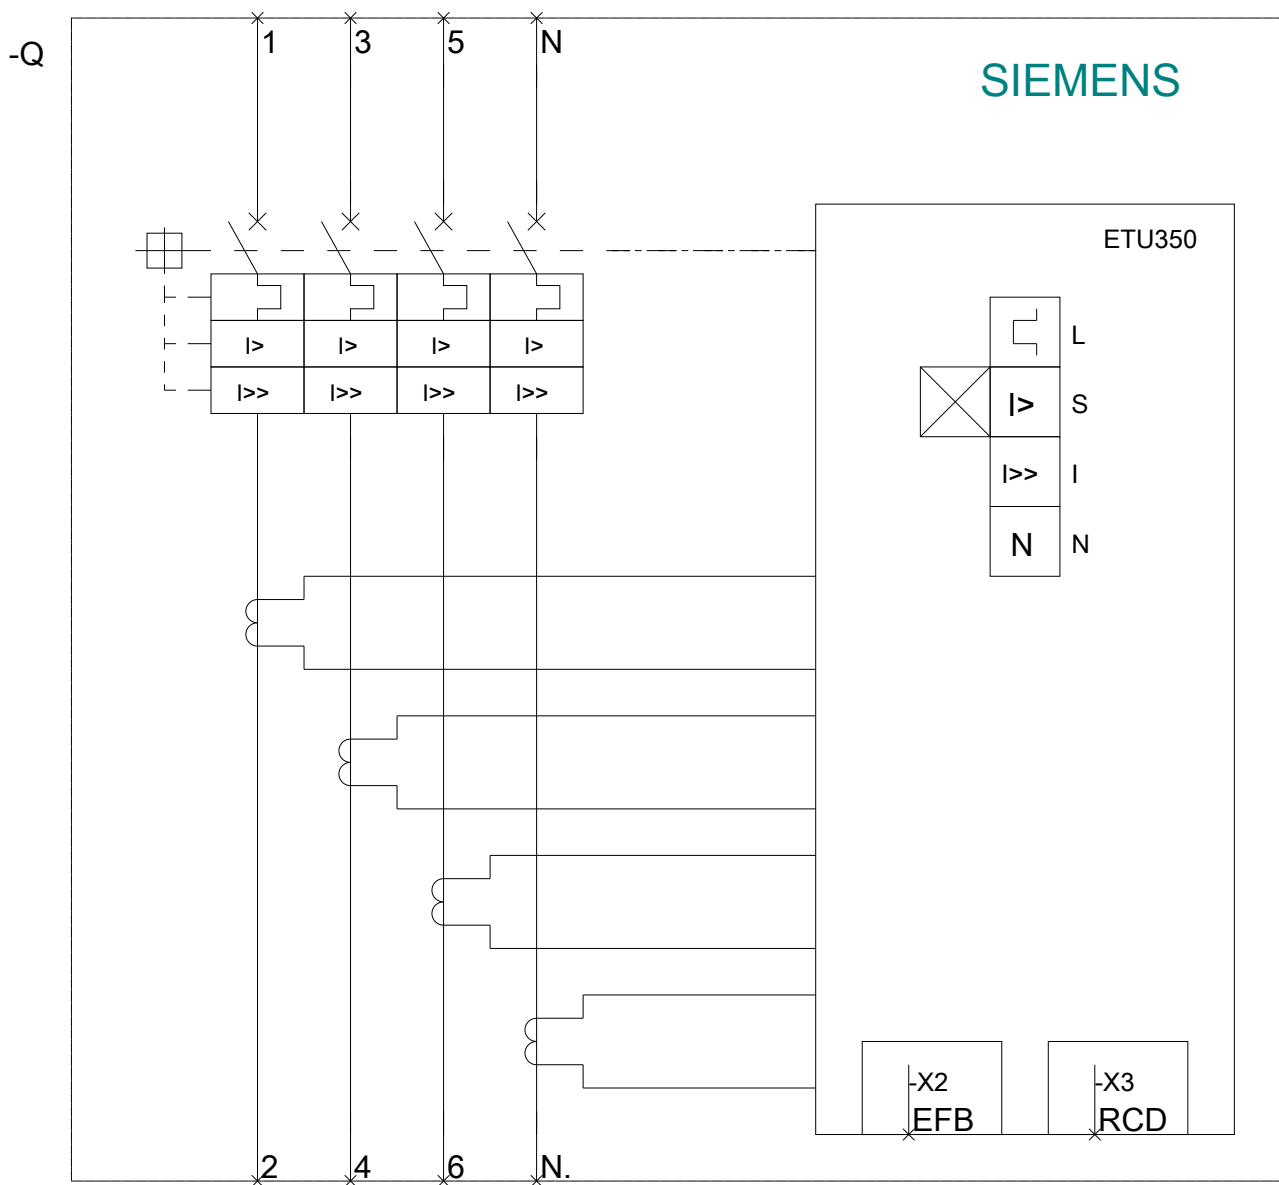 1 3 5 N
-Q
SIEMENS
ETU350
I> I> I> I>
I>> I>> I>> I>>
L
I> S
I>> I
N N
-X2 -X3
EFB RCD
2 4 6 N.